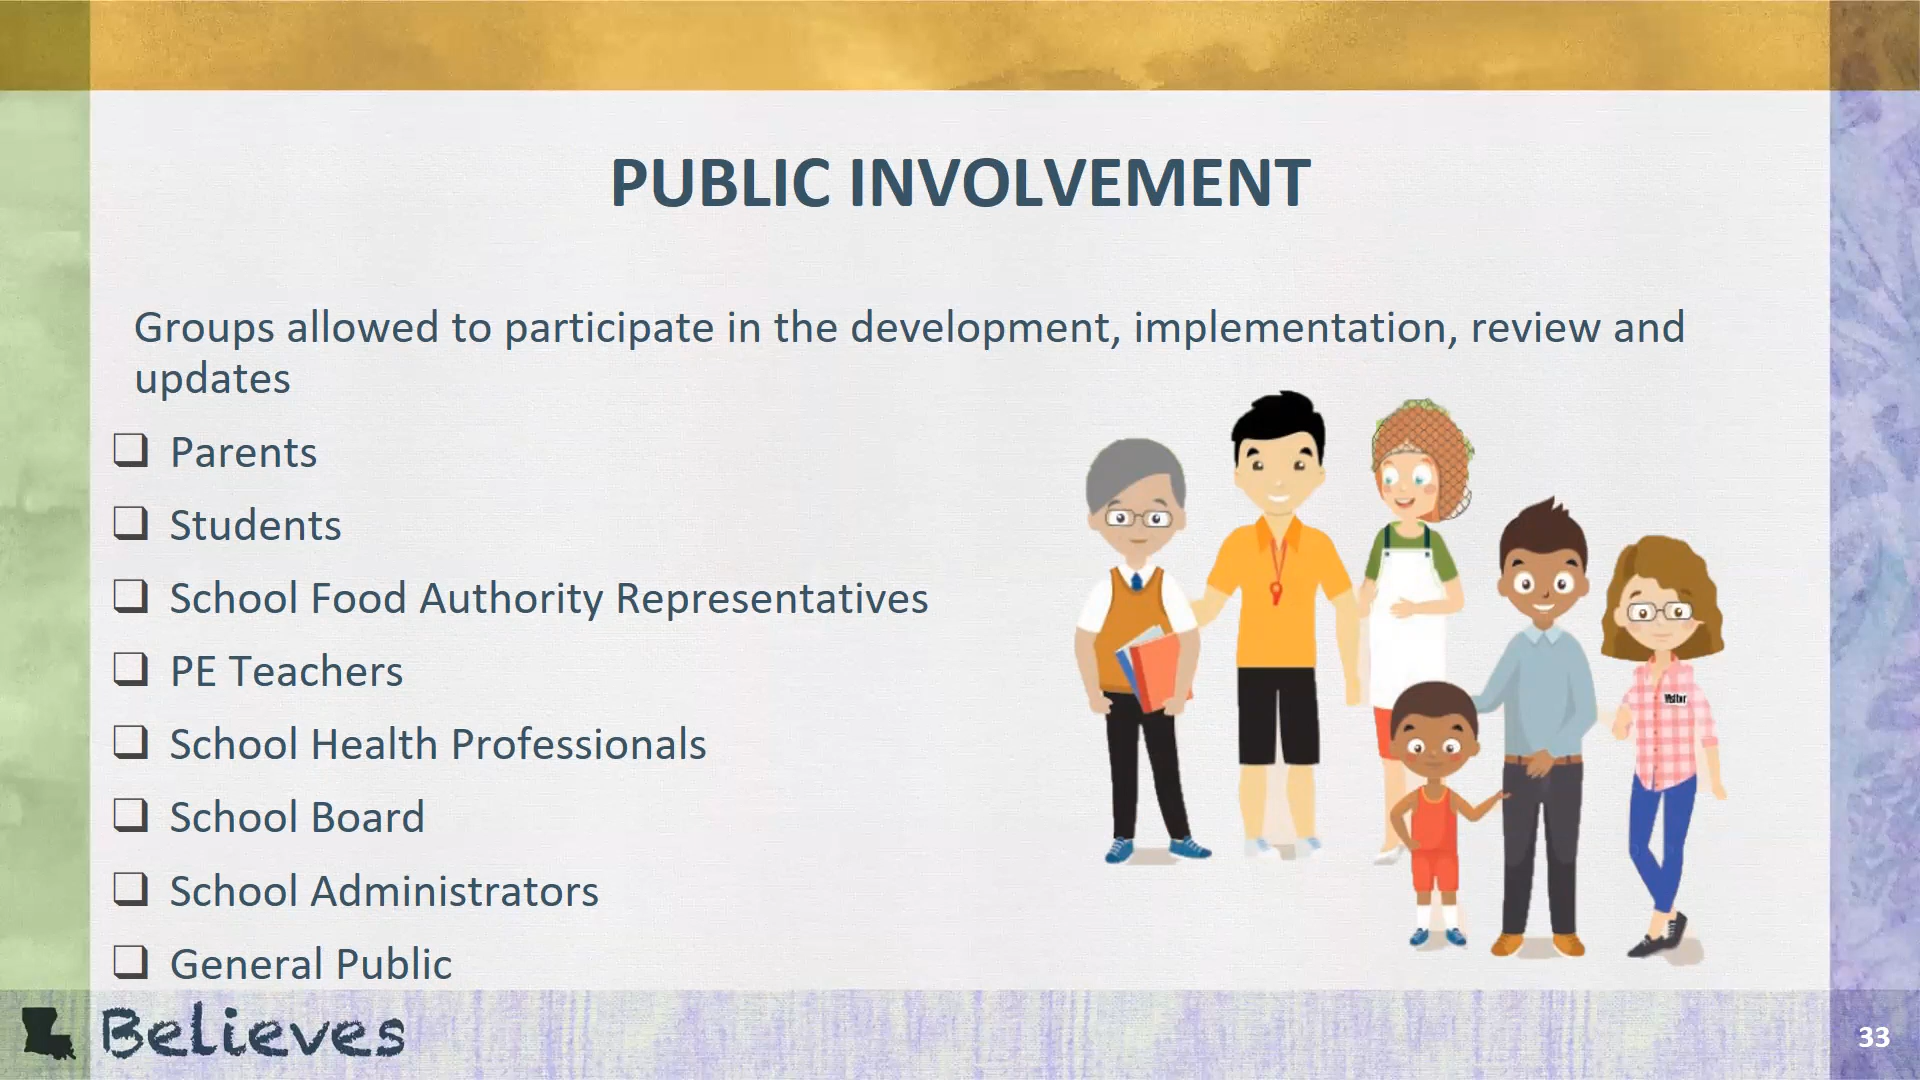 PUBLIC INVOLVEMENT
Groups allowed to participate in the development, implementation, review and
updates
Parents
Students
School Food Authority Representatives
PE Teachers
School Health Professionals
School Board
School Administrators
General Public
Visitor
Believes
33